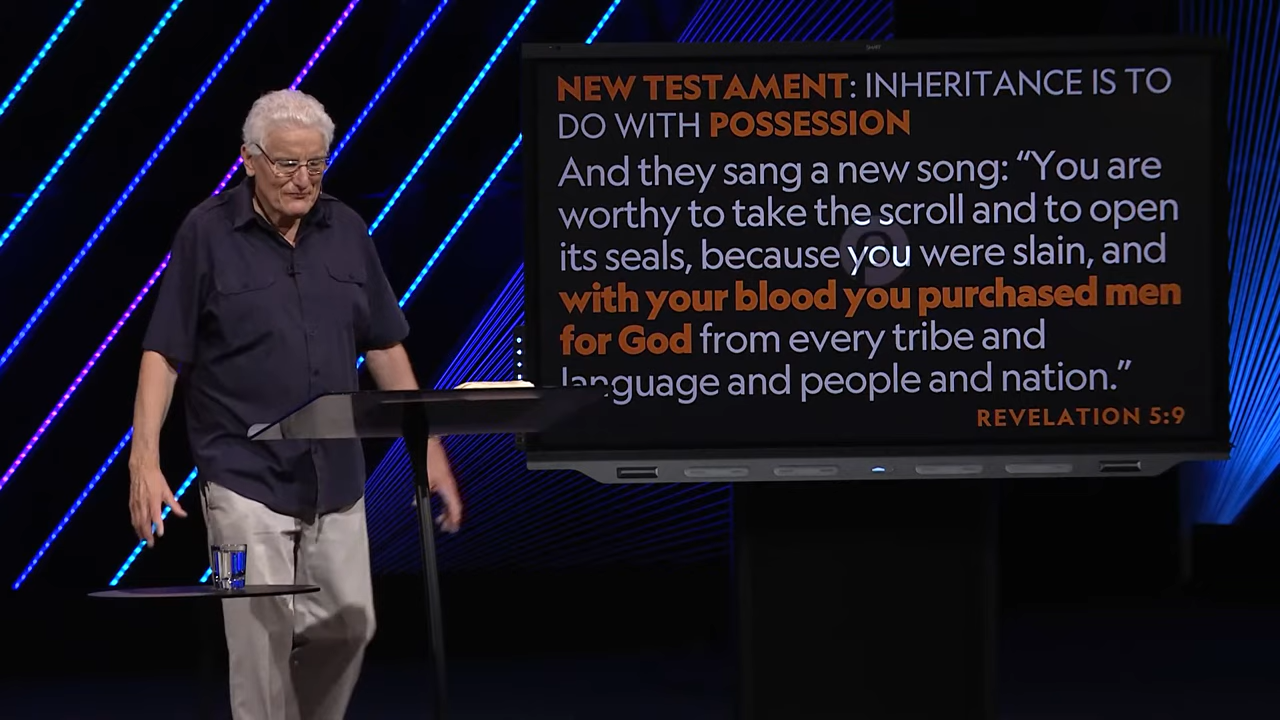 NEW TESTAMENT: INHERITANCE IS TO
DO WITH POSSESSION
And they sang a new song: “You are
worthy to take the scroll and to open
its seals, because you were slain, and
with your blood you purchased men
for God from every tribe and
language and people and nation.”
REVELATION 5:9